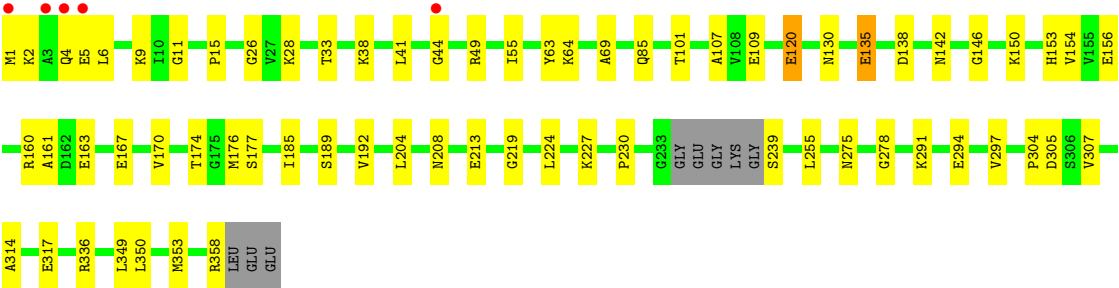 M1 K2 A3 Q4 E5 L6 K9 I10 G11 P15 G26 V27 K28 T33 K38 L41 G44 R49 I55 Y63 K64 A69 Q85 T101 A107 V108 E109 E120 N130 E135 D138 N142 G146 K150 H153 V154 V155 E156
R160 A161 D162 E163 E167 V170 T174 G175 M176 S177 I185 S189 V192 L204 N208 E213 G219 L224 K227 P230 G233 GLY GLU GLY LYS GLY S239 L255 N275 G278 K291 E294 V297 P304 D305 S306 V307
A314 E317 R336 L349 L350 M353 R358 LEU GLU GLU